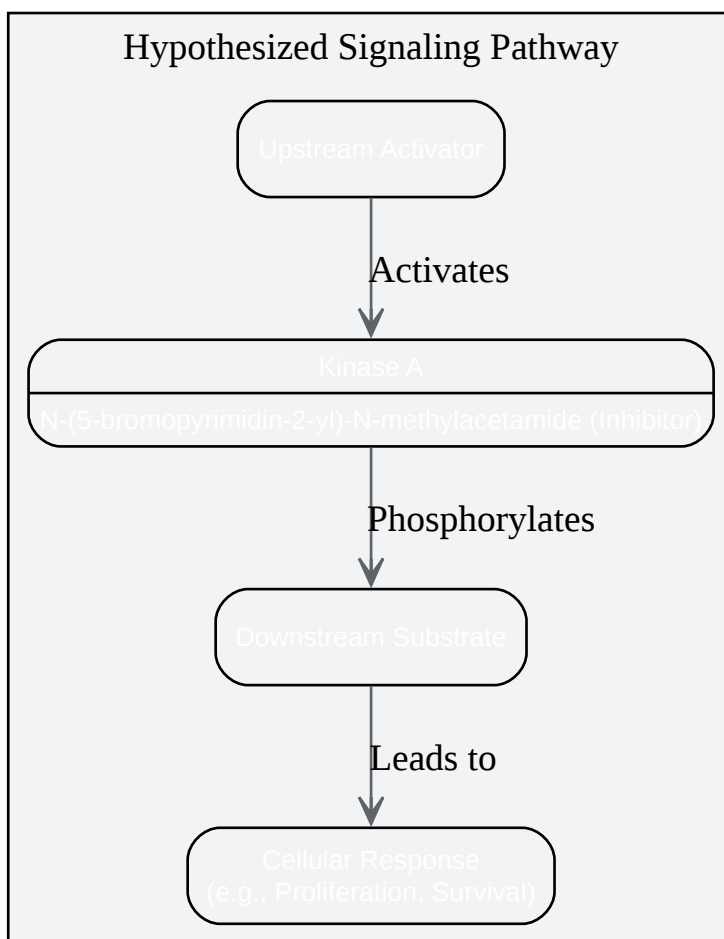 Hypothesized Signaling Pathway
Upstream Activator
Activates
Kinase A
N-(5-bromopyrimidin-2-yl)-N-methylacetamide (Inhibitor)
Phosphorylates
Downstream Substrate
Leads to
Cellular Response
(e.g., Proliferation, Survival)